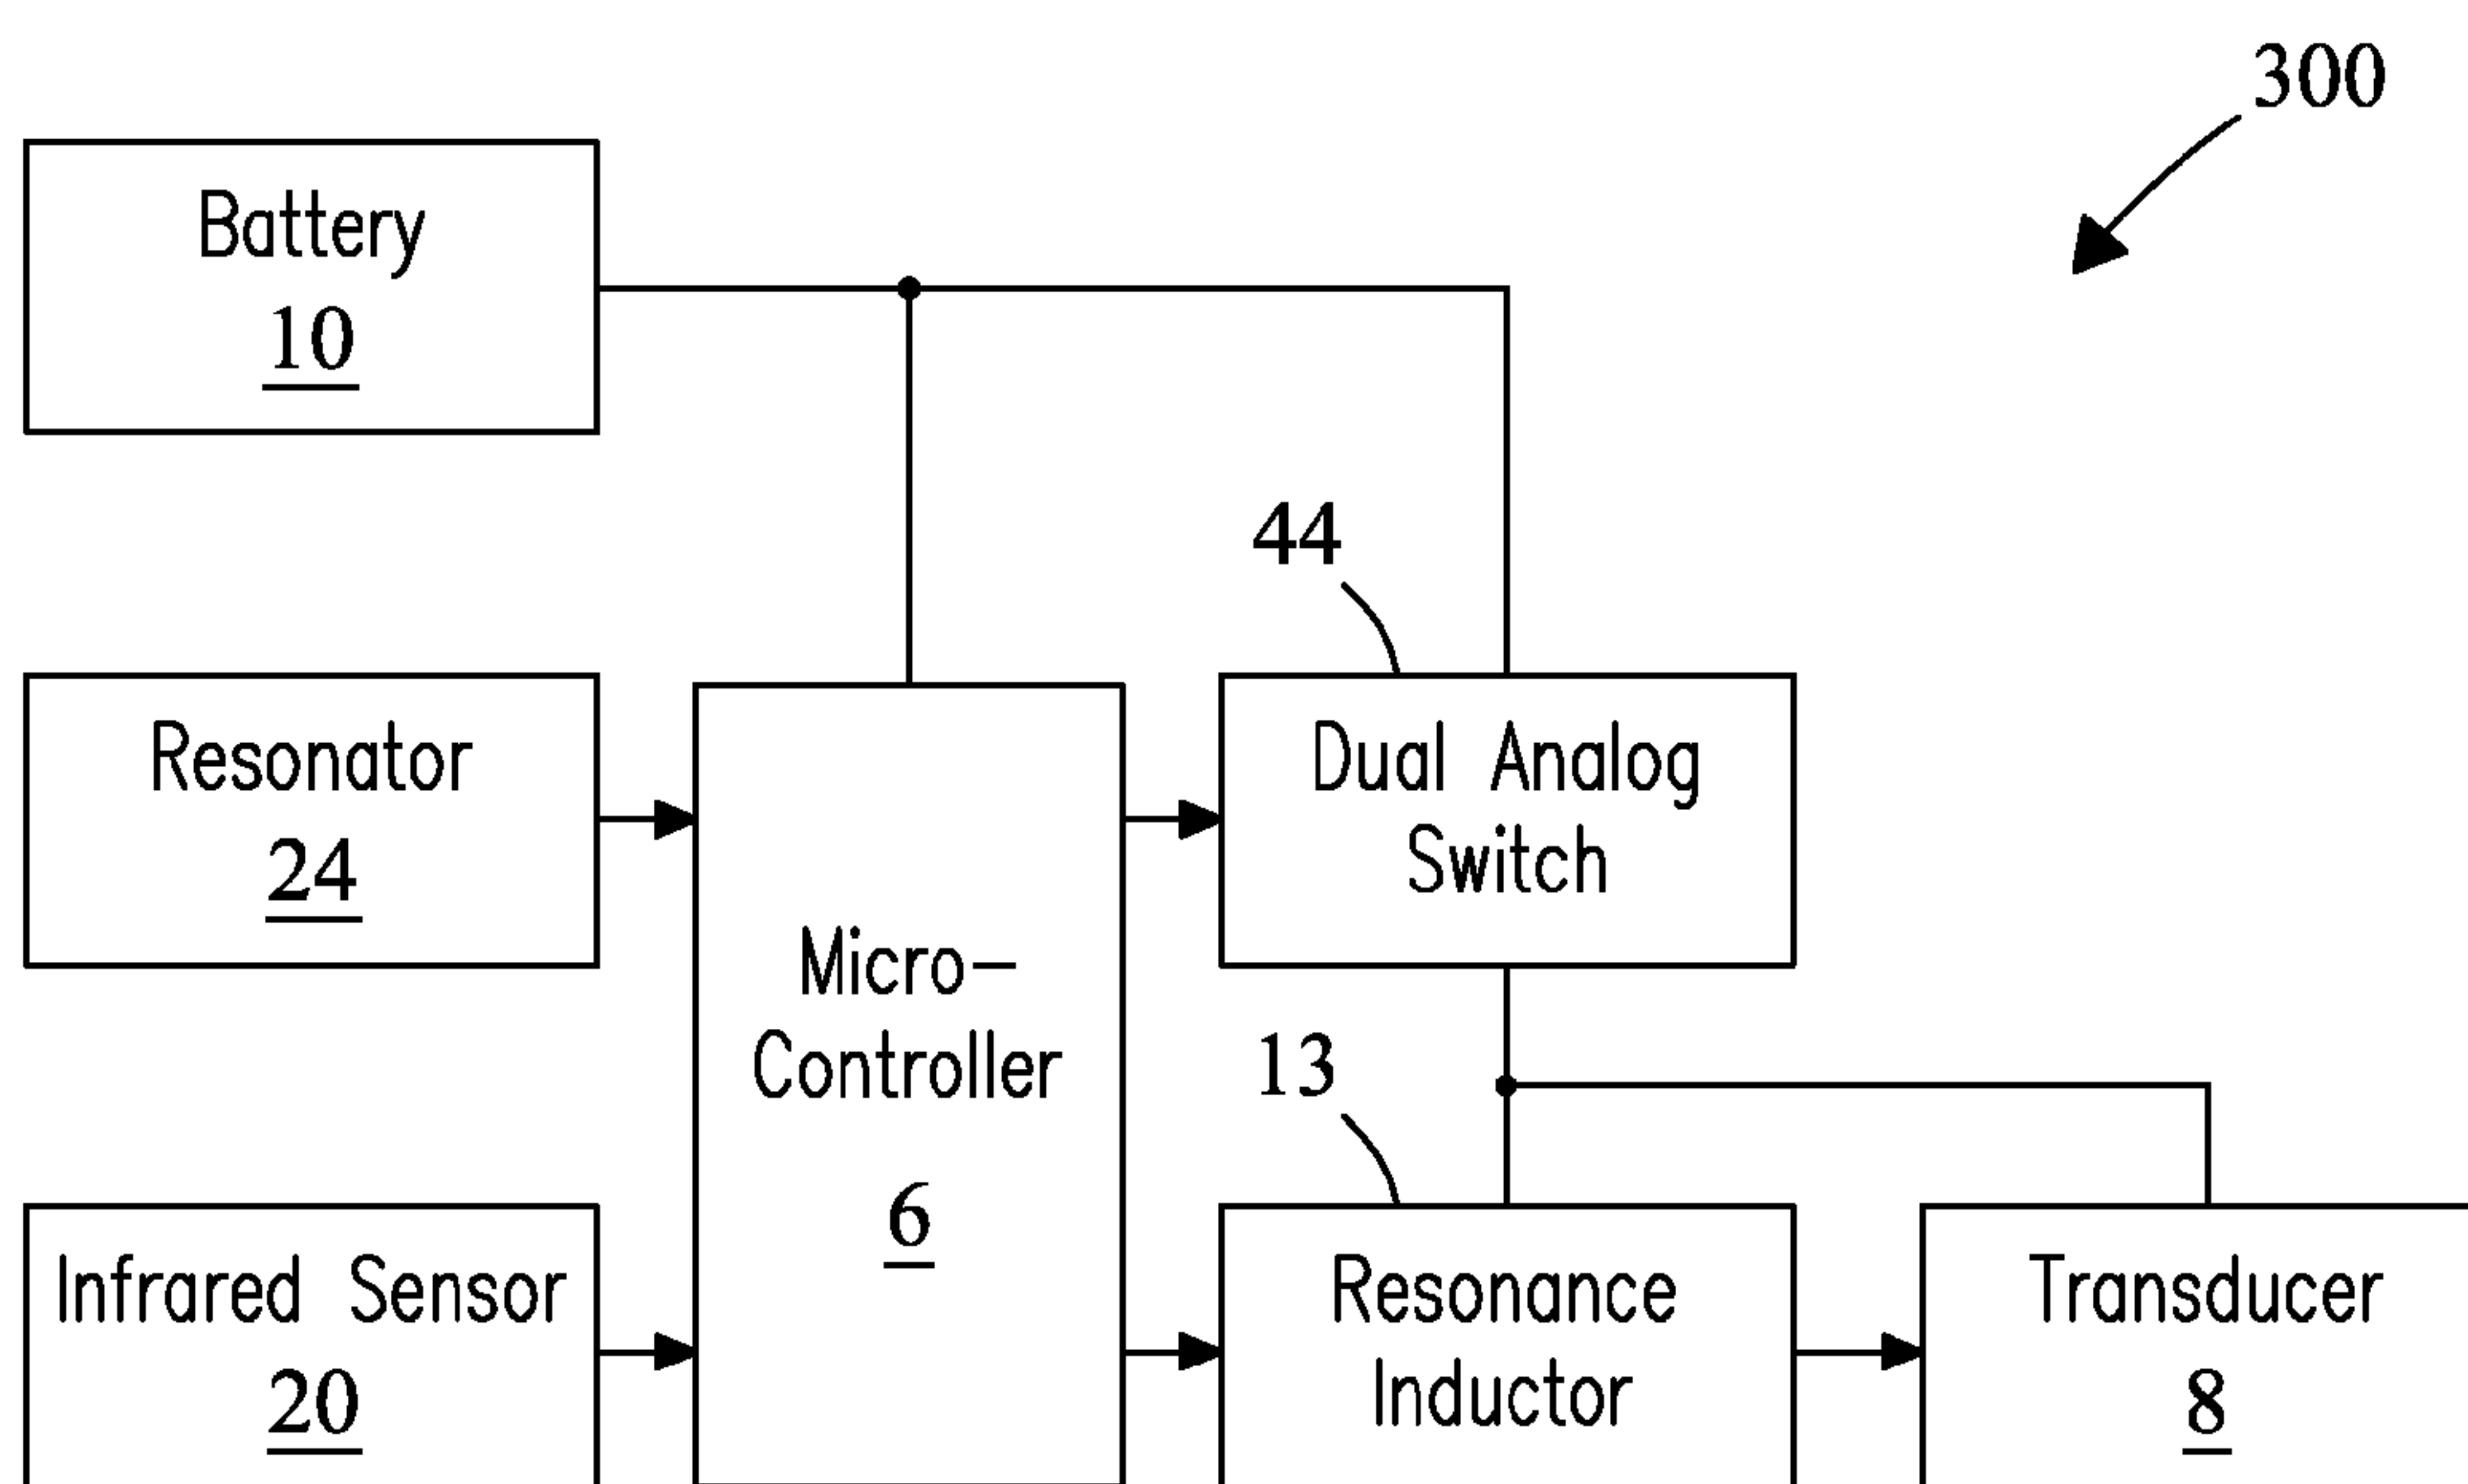 300
Battery
10
44
Resonator
24
Dual Analog
Switch
Micro-
Controller
6
13
Infrared Sensor
20
Resonance
Inductor
Transducer
8